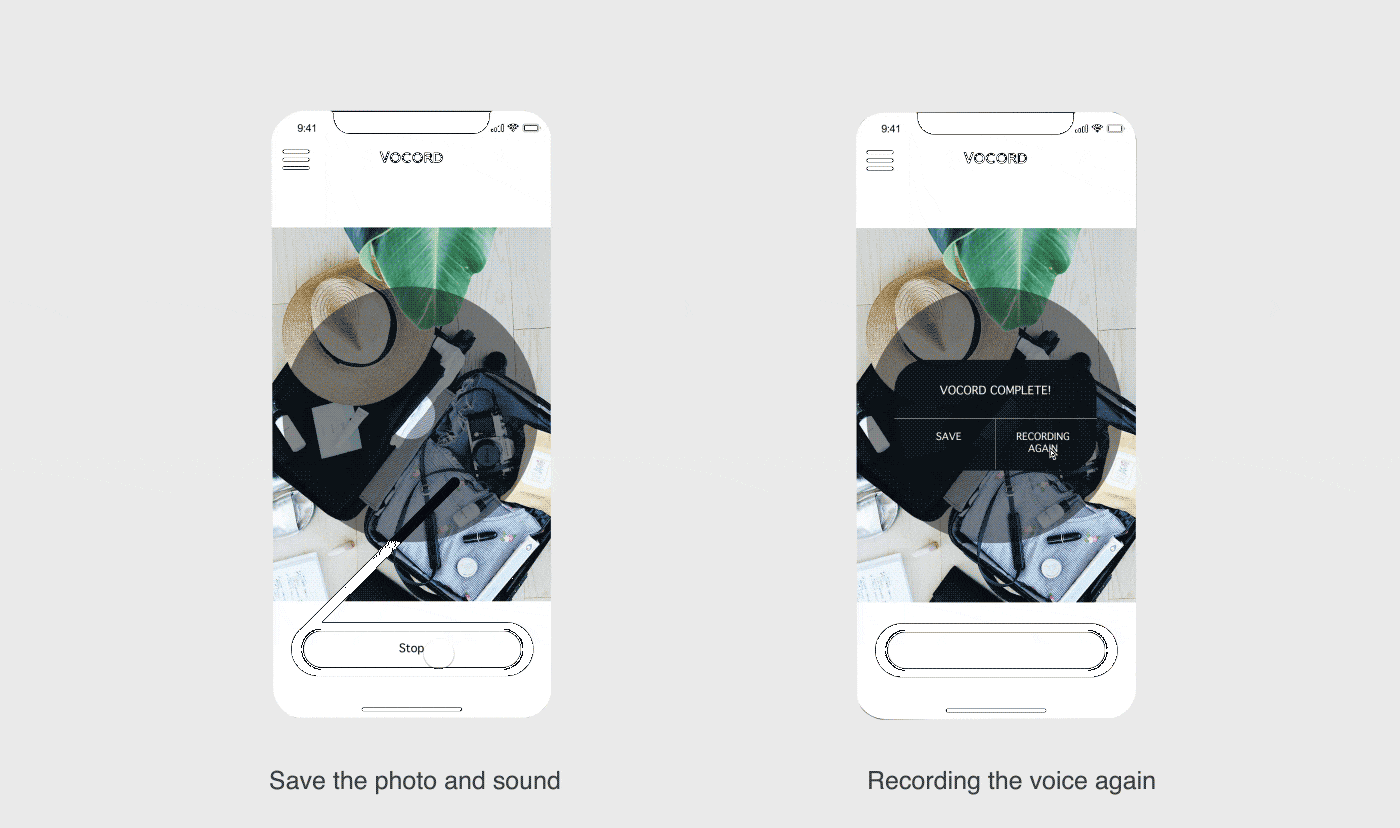 9:41
VOCORD
Stop
Save the photo and sound
9:41
VOCORD
VOCORD COMPLETE!
SAVE
RECORDING
AGAIN
Recording the voice again